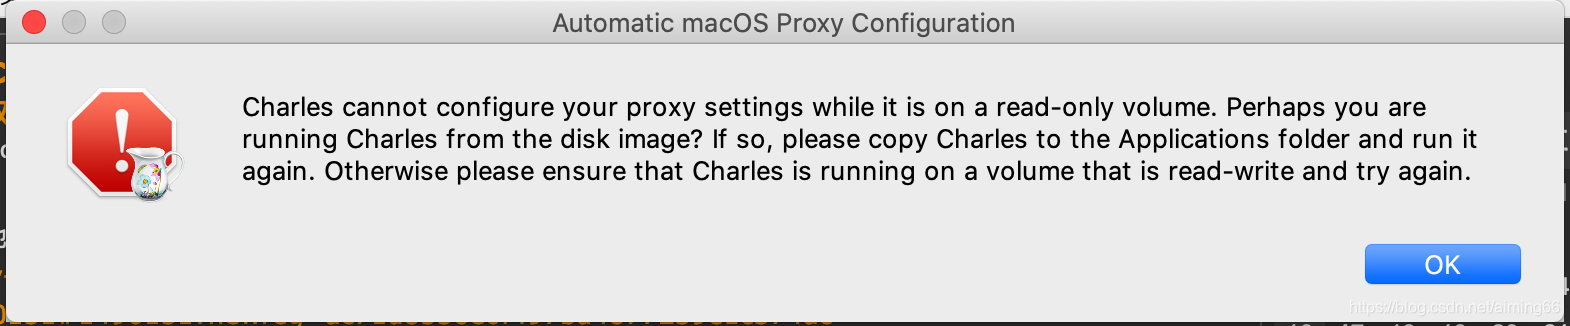 Automatic macOS Proxy Configuration
Charles cannot configure your proxy settings while it is on a read-only volume. Perhaps you are
running Charles from the disk image? If so, please copy Charles to the Applications folder and run it
again. Otherwise please ensure that Charles is running on a volume that is read-write and try again.
OK
https://blog.csdn.net/aiming66